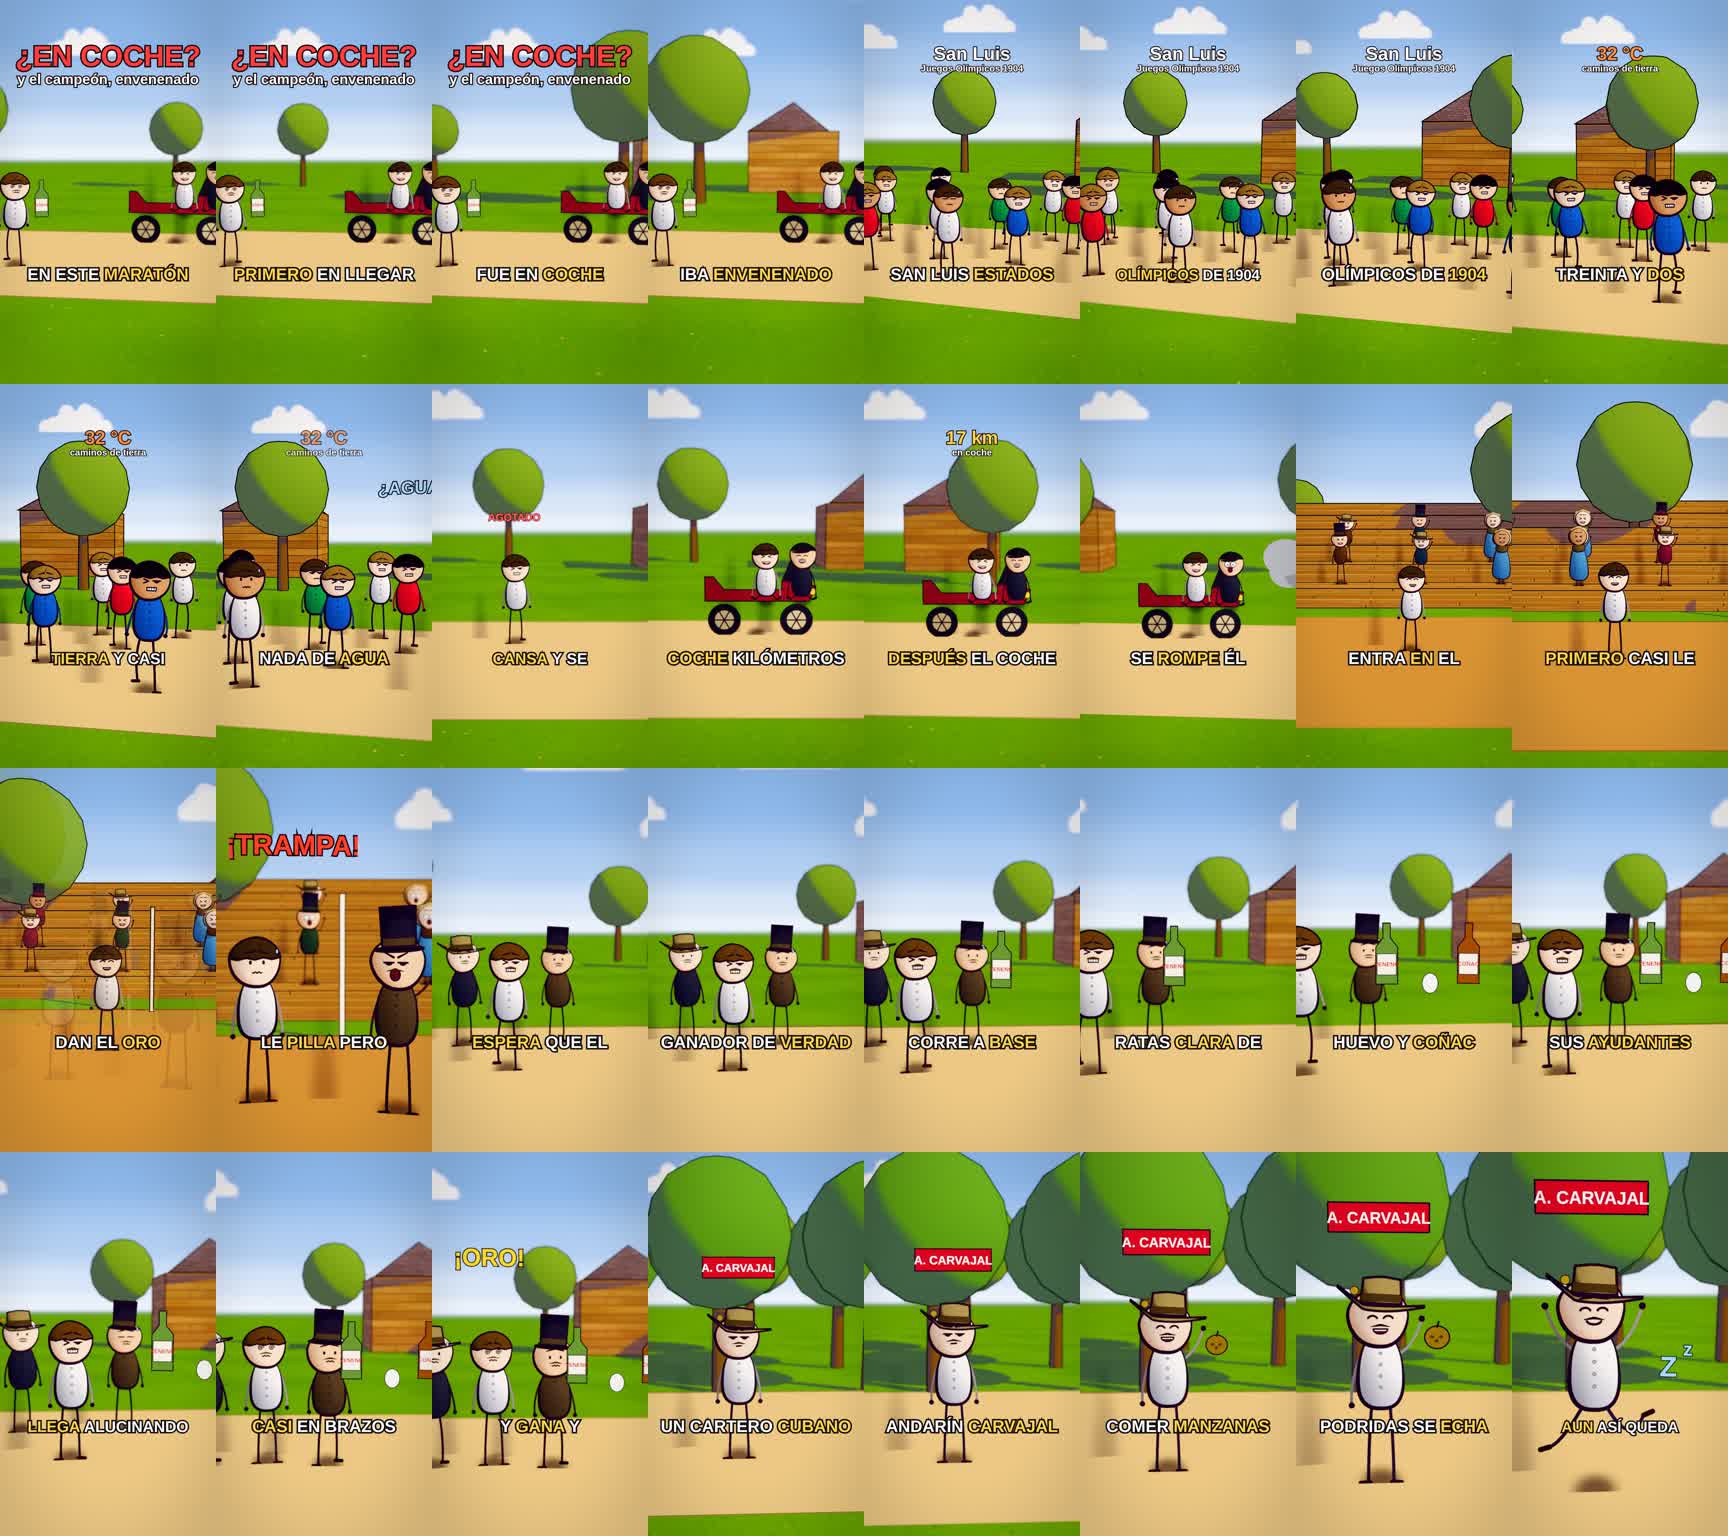 ¿EN COCHE?
y el campeón, envenenado
EN ESTE MARATÓN
¿EN COCHE?
y el campeón, envenenado
PRIMERO EN LLEGAR
¿EN COCHE?
y el campeón, envenenado
FUE EN COCHE
IBA ENVENENADO
San Luis
Juegos Olímpicos 1904
SAN LUIS ESTADOS
San Luis
Juegos Olímpicos 1904
OLÍMPICOS DE 1904
San Luis
Juegos Olímpicos 1904
OLÍMPICOS DE 1904
32 °C
caminos de tierra
TREINTA Y DOS
32 °C
caminos de tierra
TIERRA Y CASI
32 °C
caminos de tierra
¿AGUA
NADA DE AGUA
AGOTADO
CANSA Y SE
COCHE KILÓMETROS
17 km
en coche
DESPUÉS EL COCHE
SE ROMPE ÉL
ENTRA EN EL
PRIMERO CASI LE
DAN EL ORO
¡TRAMPA!
LE PILLA PERO
ESPERA QUE EL
GANADOR DE VERDAD
CORRE A BASE
RATAS CLARA DE
HUEVO Y COÑAC
SUS AYUDANTES
LLEGA ALUCINANDO
CASI EN BRAZOS
¡ORO!
Y GANA Y
A. CARVAJAL
UN CARTERO CUBANO
A. CARVAJAL
ANDARÍN CARVAJAL
A. CARVAJAL
COMER MANZANAS
A. CARVAJAL
PODRIDAS SE ECHA
A. CARVAJAL
Z z
AUN ASÍ QUEDA